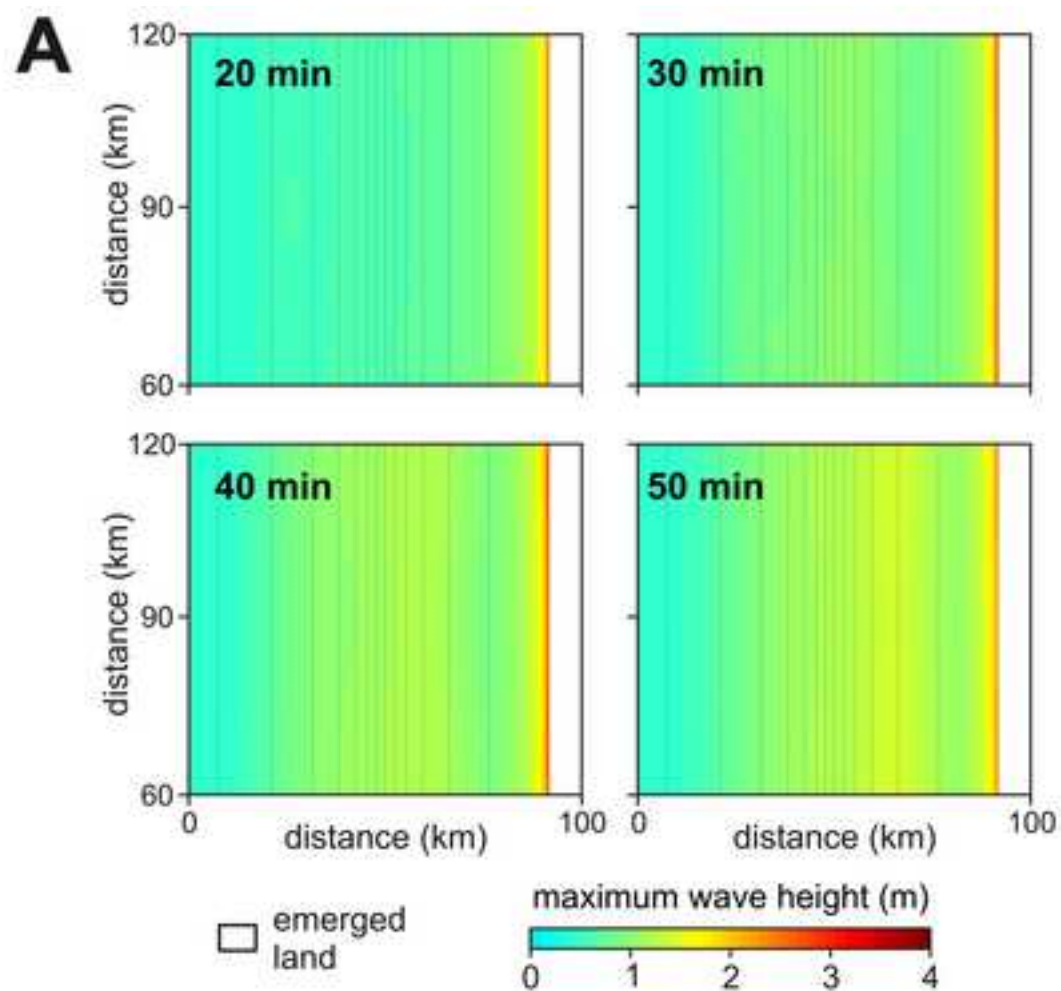 A
120
20 min
30 min
distance (km)
90
60
120
40 min
50 min
distance (km)
90
60
0
distance (km)
100
0
distance (km)
100
emerged
land
maximum wave height (m)
0 1 2 3 4